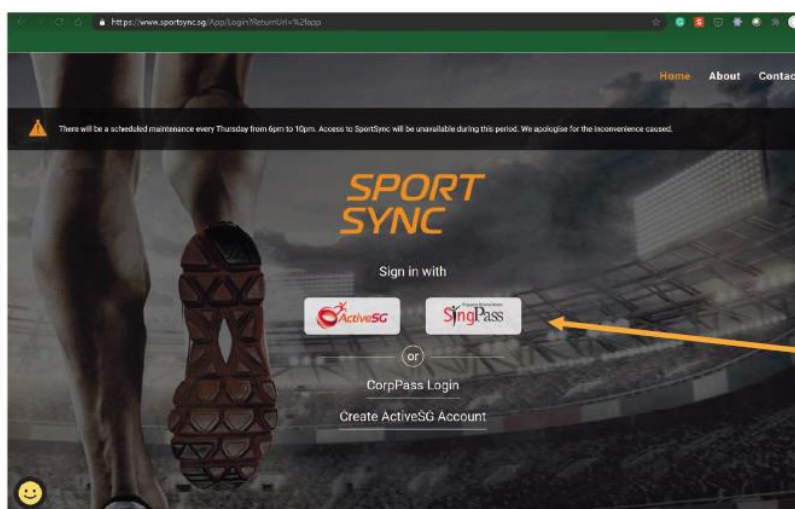 https://www.sportsync.sg/App/Login?ReturnUrl=%2fapp
Home About Contac
There will be a scheduled maintenance every Thursday from 6pm to 10pm. Access to SportSync will be unavailable during this period. We apologise for the inconvenience caused.
SPORT
SYNC
Sign in with
ActiveSG
SingPass
or
CorpPass Login
Create ActiveSG Account